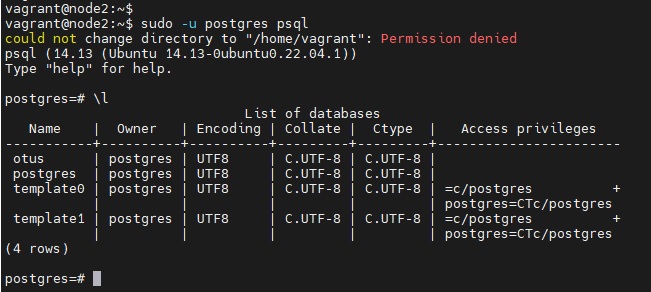 vagrant@node2:~$
vagrant@node2:~$ sudo -u postgres psql
could not change directory to "/home/vagrant": Permission denied
psql (14.13 (Ubuntu 14.13-0ubuntu0.22.04.1))
Type "help" for help.

postgres=# \l
                              List of databases
   Name    |  Owner   | Encoding | Collate |  Ctype  |   Access privileges
-----------+----------+----------+---------+---------+-----------------------
 otus      | postgres | UTF8     | C.UTF-8 | C.UTF-8 |
 postgres  | postgres | UTF8     | C.UTF-8 | C.UTF-8 |
 template0 | postgres | UTF8     | C.UTF-8 | C.UTF-8 | =c/postgres          +
           |          |          |         |         | postgres=CTc/postgres
 template1 | postgres | UTF8     | C.UTF-8 | C.UTF-8 | =c/postgres          +
           |          |          |         |         | postgres=CTc/postgres
(4 rows)

postgres=#